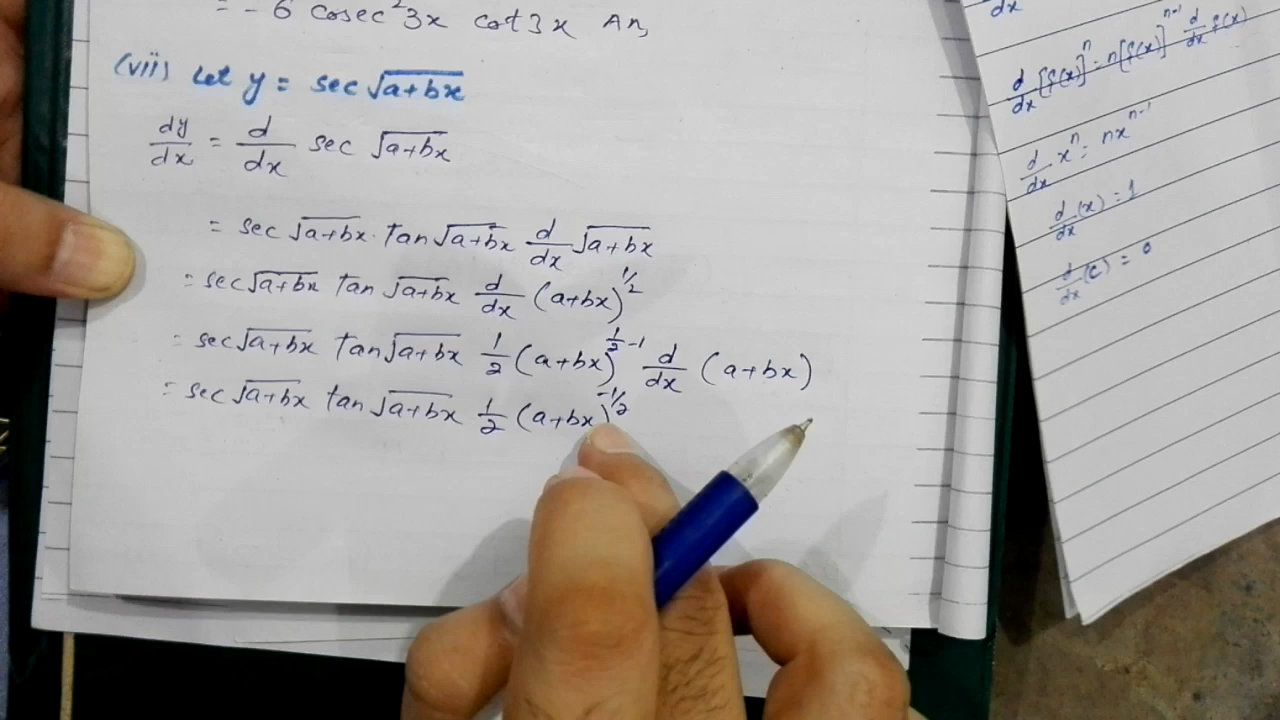 = - 6 cosec²3x cot3x An,
(vii) Let y = sec √(a+bx)
dy/dx = d/dx sec √(a+bx)
= sec √(a+bx) . tan √(a+bx) d/dx √(a+bx)
= sec √(a+bx) tan √(a+bx) d/dx (a+bx)^1/2
= sec √(a+bx) tan √(a+bx) 1/2 (a+bx)^1/2-1 d/dx (a+bx)
= sec √(a+bx) tan √(a+bx) 1/2 (a+bx)^-1/2
dx
d/dx [f(x)]^n = n[f(x)]^n-1 d/dx f(x)
d/dx x^n = nx^n-1
d/dx (x) = 1
d/dx (c) = 0